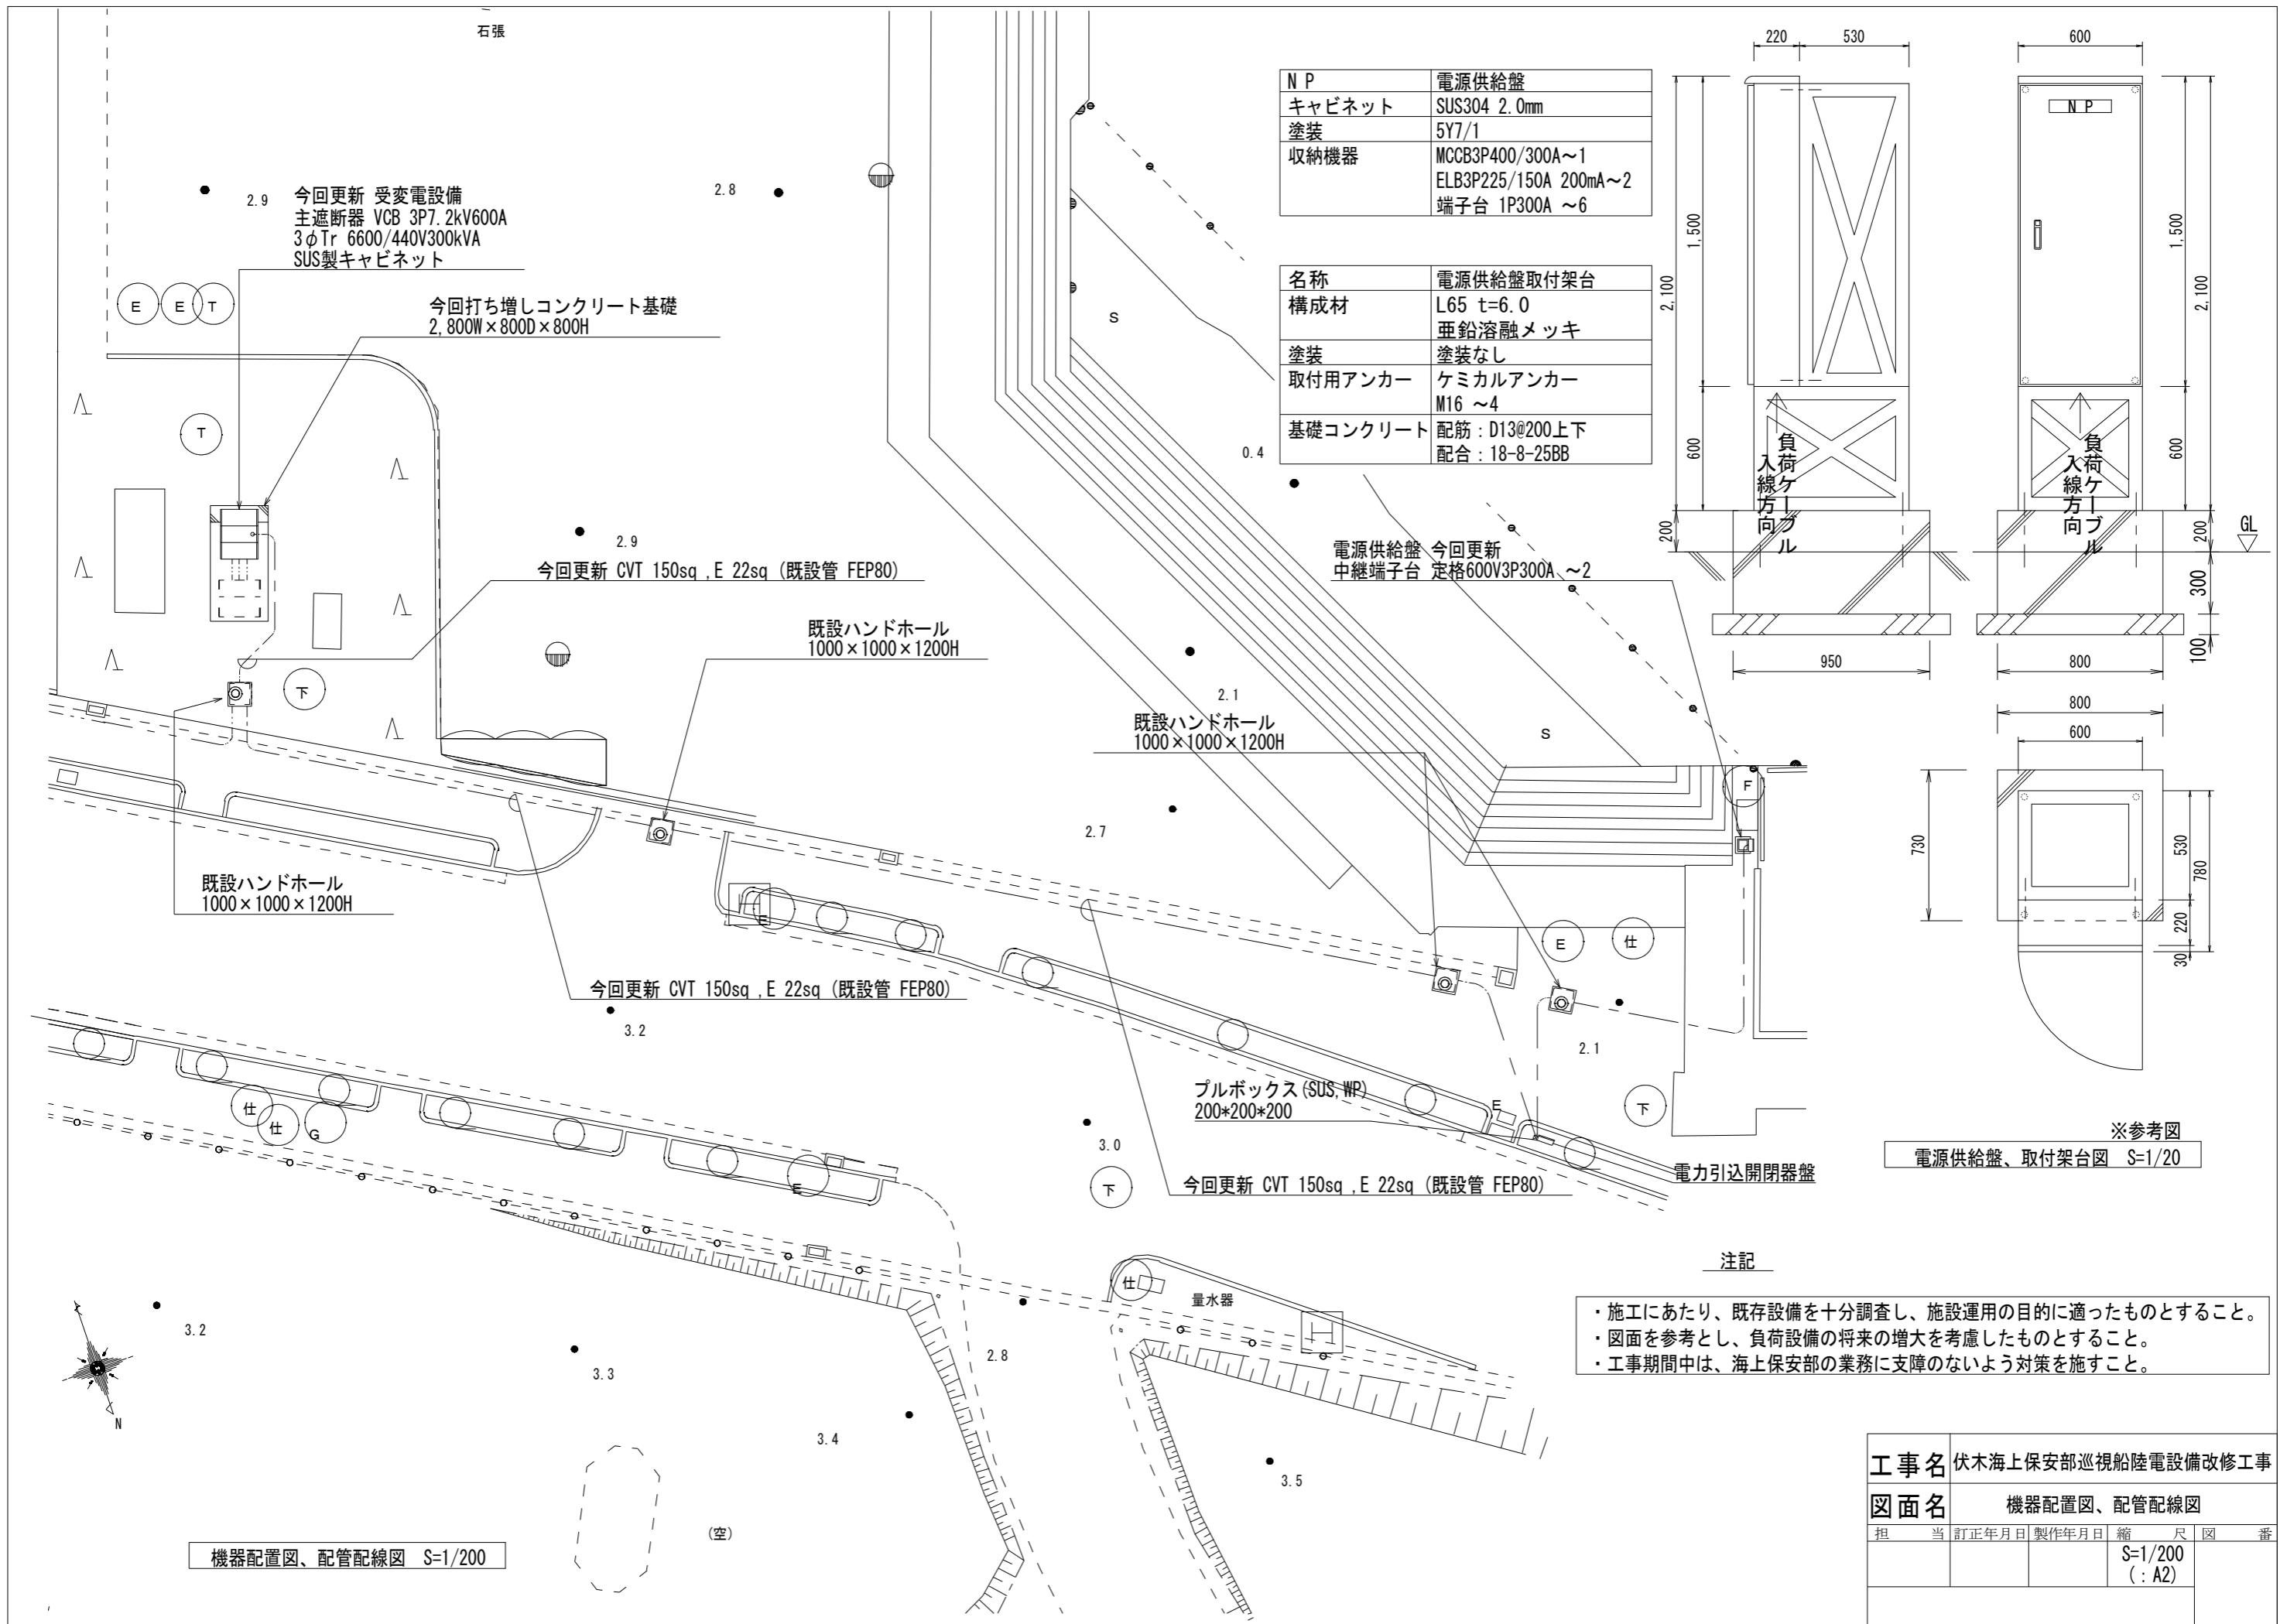 石張
2.9
今回更新 受変電設備
主遮断器 VCB 3P7.2kV600A
3φTr 6600/440V300kVA
SUS製キャビネット
2.8
E
E
T
今回打ち増しコンクリート基礎
2,800W×800D×800H
T
2.9
今回更新 CVT 150sq ,E 22sq (既設管 FEP80)
既設ハンドホール
1000×1000×1200H
下
既設ハンドホール
1000×1000×1200H
今回更新 CVT 150sq ,E 22sq (既設管 FEP80)
3.2
E
S
0.4
電源供給盤 今回更新
中継端子台 定格600V3P300A ～2
2.1
既設ハンドホール
1000×1000×1200H
S
2.7
F
E
仕
2.1
プルボックス(SUS,WP)
200*200*200
E
下
3.0
下
今回更新 CVT 150sq ,E 22sq (既設管 FEP80)
電力引込開閉器盤
仕
仕
G
E
仕
量水器
3.2
3.3
2.8
3.4
3.5
N
(空)
機器配置図、配管配線図 S=1/200
N P 電源供給盤
キャビネット SUS304 2.0mm
塗装 5Y7/1
収納機器 MCCB3P400/300A～1
ELB3P225/150A 200mA～2
端子台 1P300A ～6
名称 電源供給盤取付架台
構成材 L65 t=6.0
亜鉛溶融メッキ
塗装 塗装なし
取付用アンカー ケミカルアンカー
M16 ～4
基礎コンクリート 配筋：D13@200上下
配合：18-8-25BB
220
530
600
N P
1,500
2,100
600
200
1,500
2,100
600
200
GL
300
100
負荷ケーブル
入線方向
負荷ケーブル
入線方向
950
800
800
600
730
530
780
220
30
※参考図
電源供給盤、取付架台図 S=1/20
注記
・施工にあたり、既存設備を十分調査し、施設運用の目的に適ったものとすること。
・図面を参考とし、負荷設備の将来の増大を考慮したものとすること。
・工事期間中は、海上保安部の業務に支障のないよう対策を施すこと。
工事名 伏木海上保安部巡視船陸電設備改修工事
図面名 機器配置図、配管配線図
担 当 訂正年月日 製作年月日 縮 尺 図 番
S=1/200
(：A2)